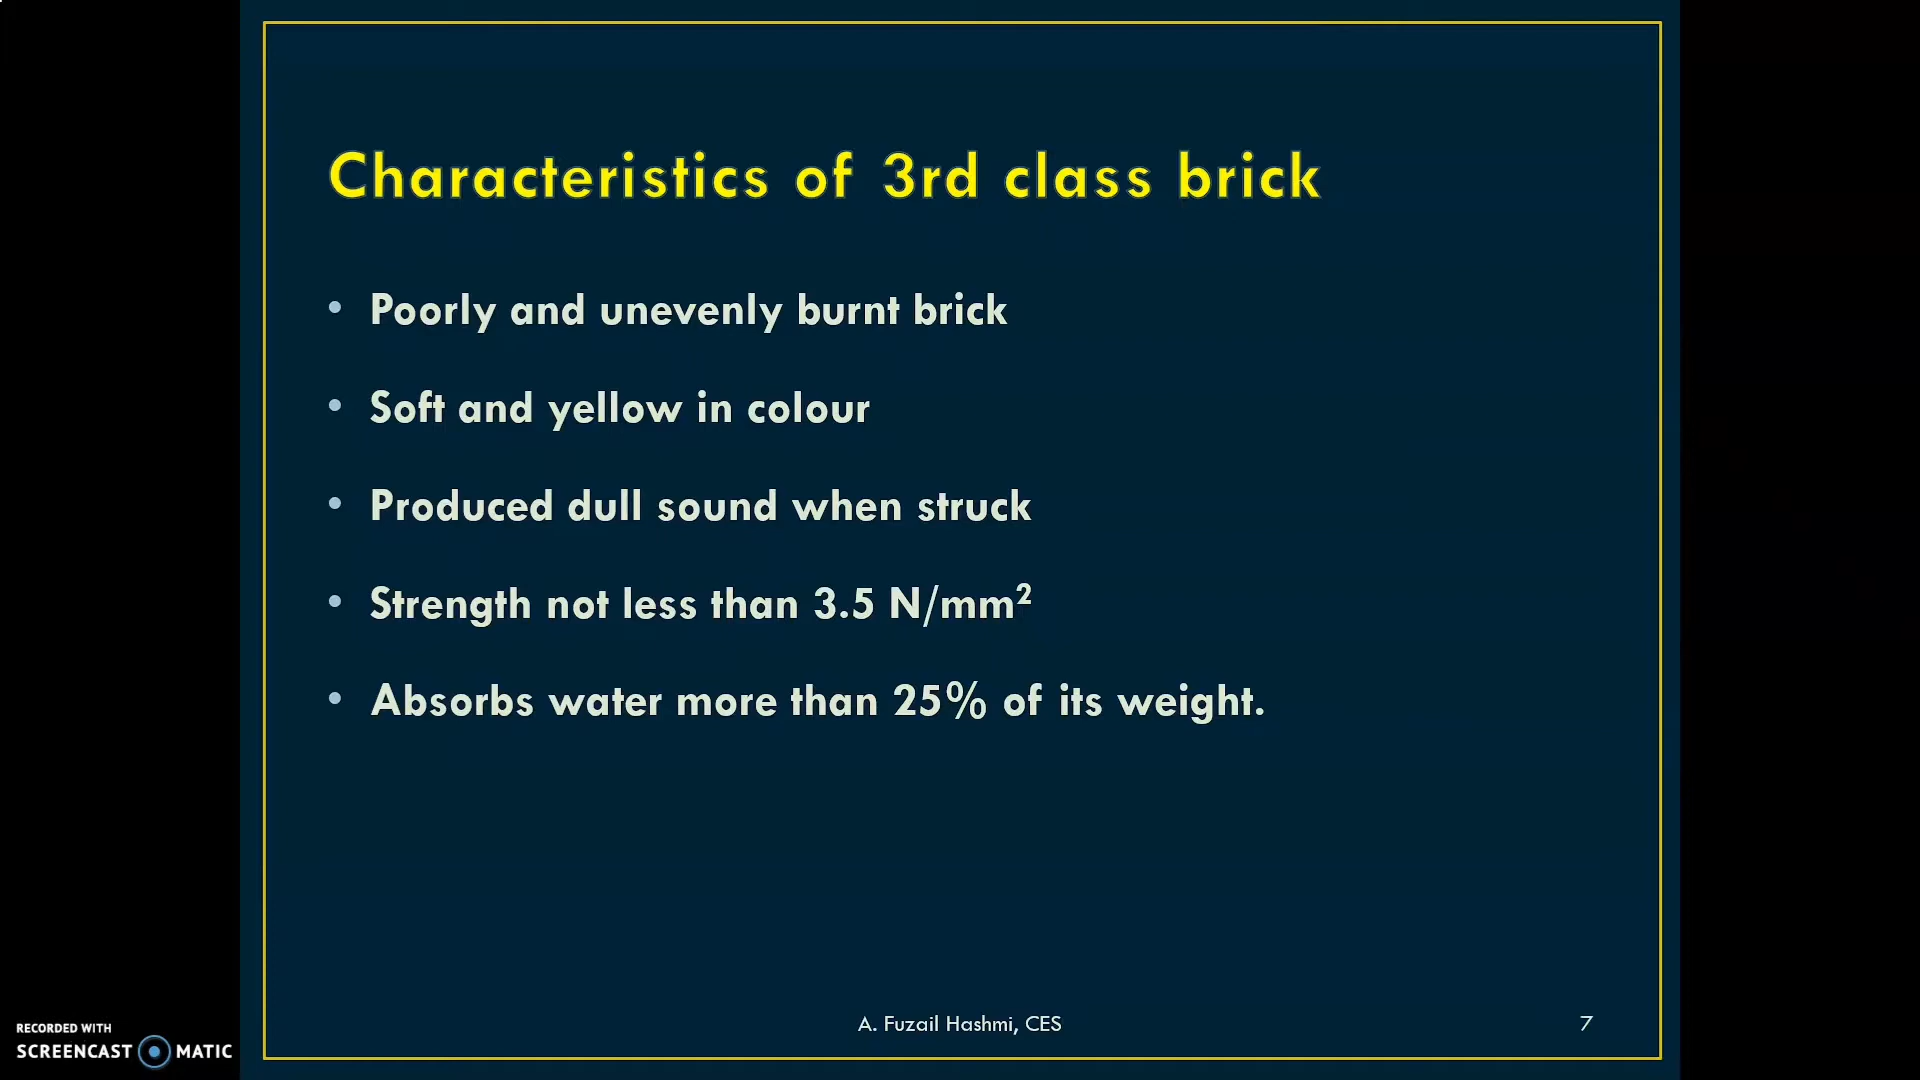 Characteristics of 3rd class brick
• Poorly and unevenly burnt brick
• Soft and yellow in colour
• Produced dull sound when struck
• Strength not less than 3.5 N/mm²
• Absorbs water more than 25% of its weight.
A. Fuzail Hashmi, CES
7
RECORDED WITH
SCREENCAST MATIC